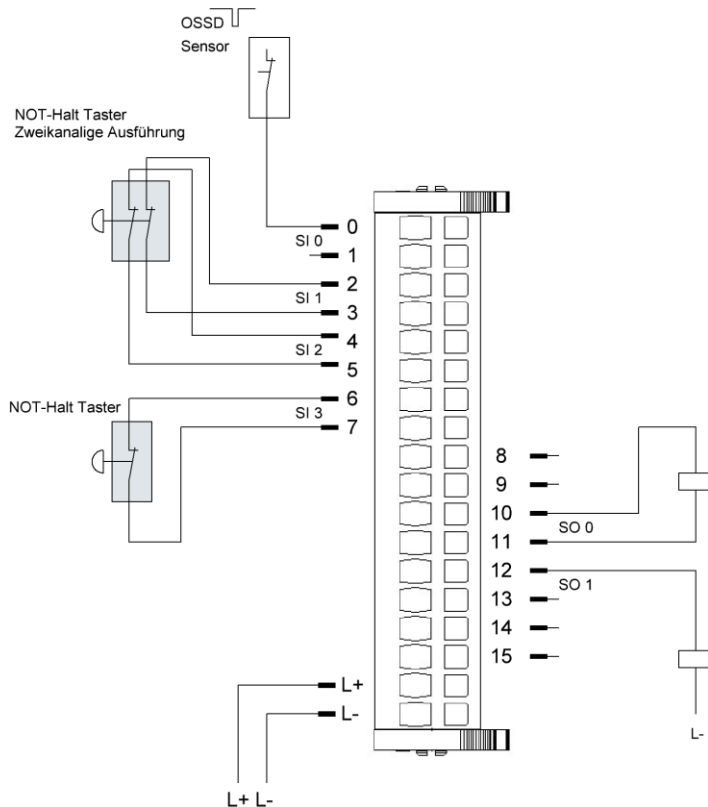 OSSD
Sensor
NOT-Halt Taster
Zweikanalige Ausführung
0
SI 0
1
2
SI 1
3
4
SI 2
5
NOT-Halt Taster
6
SI 3
7
8
9
10
SO 0
11
12
SO 1
13
14
15
L+
L-
L-
L+ L-